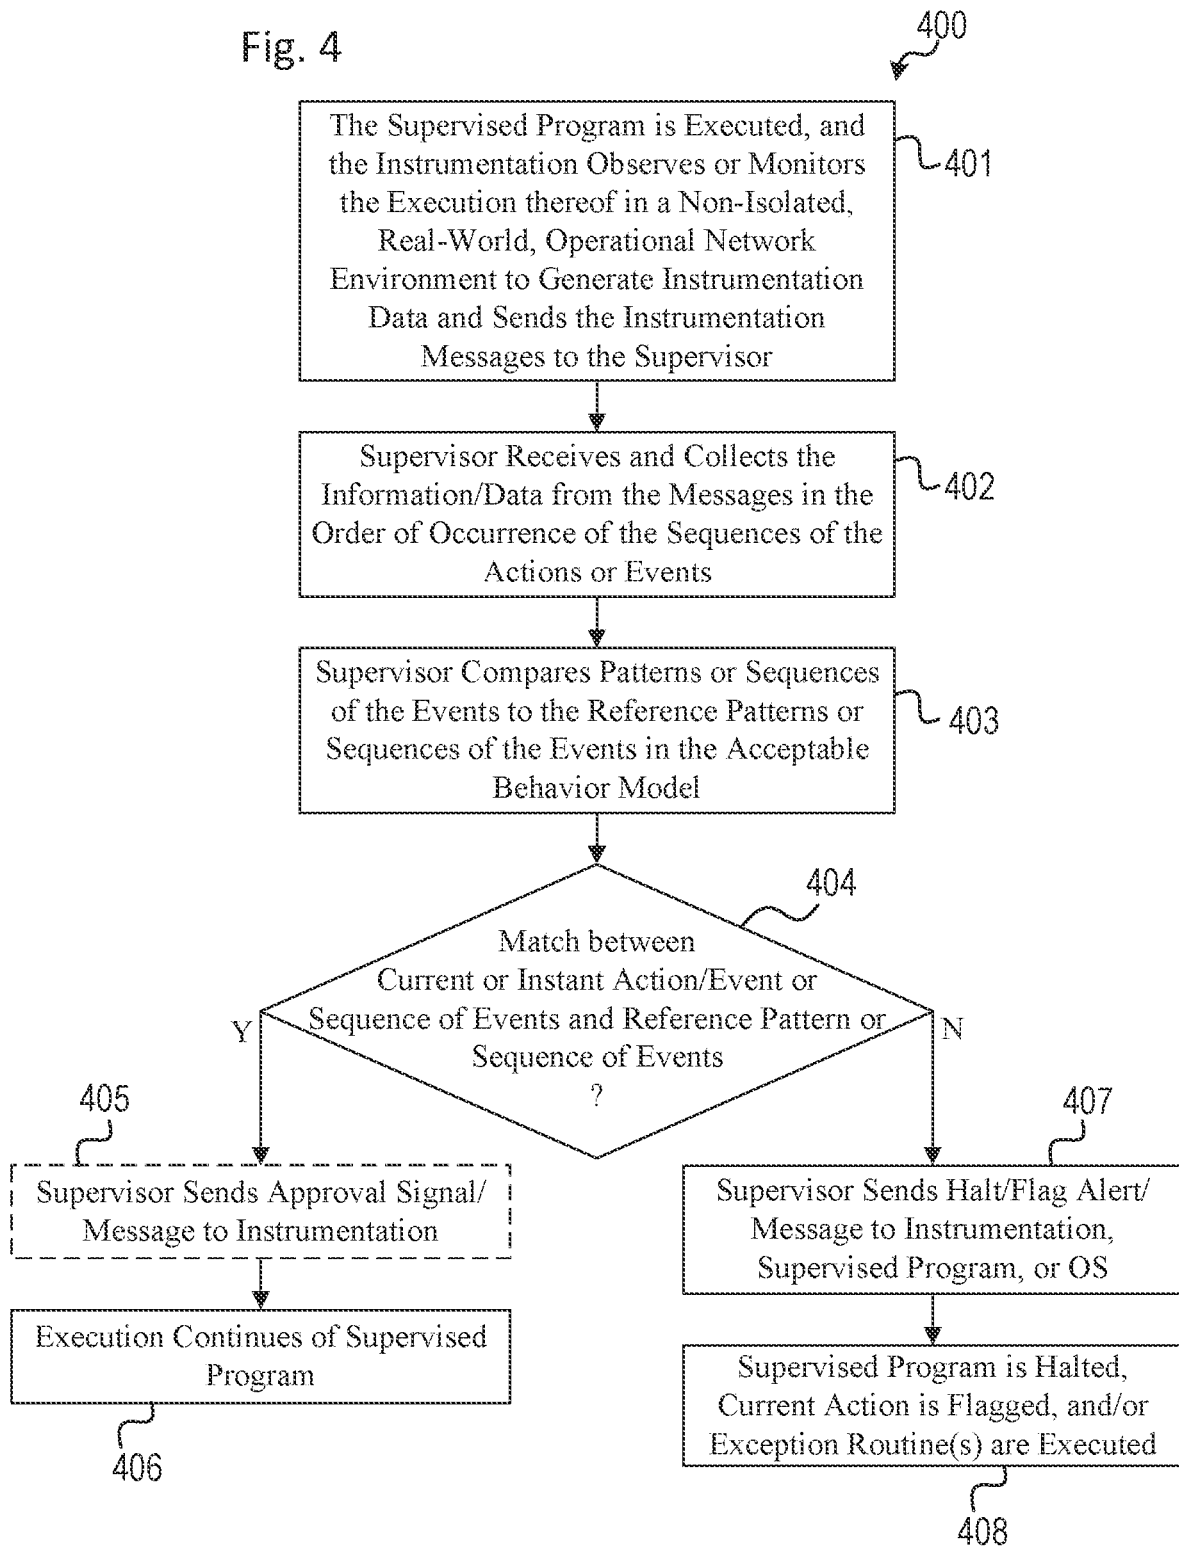 Fig. 4
400
The Supervised Program is Executed, and
the Instrumentation Observes or Monitors
the Execution thereof in a Non-Isolated,
Real-World, Operational Network
Environment to Generate Instrumentation
Data and Sends the Instrumentation
Messages to the Supervisor
401
Supervisor Receives and Collects the
Information/Data from the Messages in the
Order of Occurrence of the Sequences of the
Actions or Events
402
Supervisor Compares Patterns or Sequences
of the Events to the Reference Patterns or
Sequences of the Events in the Acceptable
Behavior Model
403
404
Match between
Current or Instant Action/Event or
Sequence of Events and Reference Pattern or
Sequence of Events
?
Y
N
405
Supervisor Sends Approval Signal/
Message to Instrumentation
Execution Continues of Supervised
Program
406
407
Supervisor Sends Halt/Flag Alert/
Message to Instrumentation,
Supervised Program, or OS
Supervised Program is Halted,
Current Action is Flagged, and/or
Exception Routine(s) are Executed
408